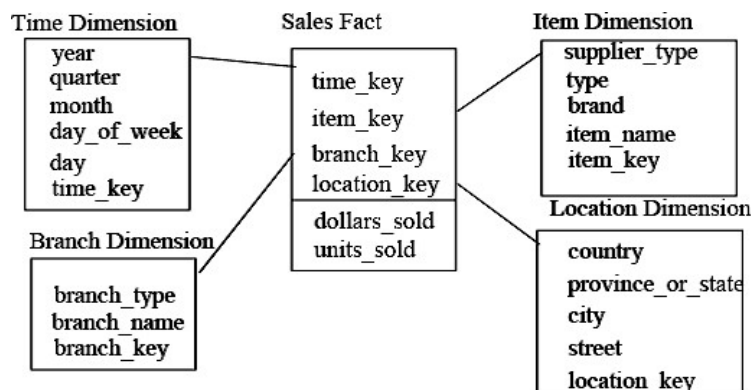 Time Dimension
year
quarter
month
day_of_week
day
time_key
Branch Dimension
branch_type
branch_name
branch_key
Sales Fact
time_key
item_key
branch_key
location_key
dollars_sold
units_sold
Item Dimension
supplier_type
type
brand
item_name
item_key
Location Dimension
country
province_or_state
city
street
location_key